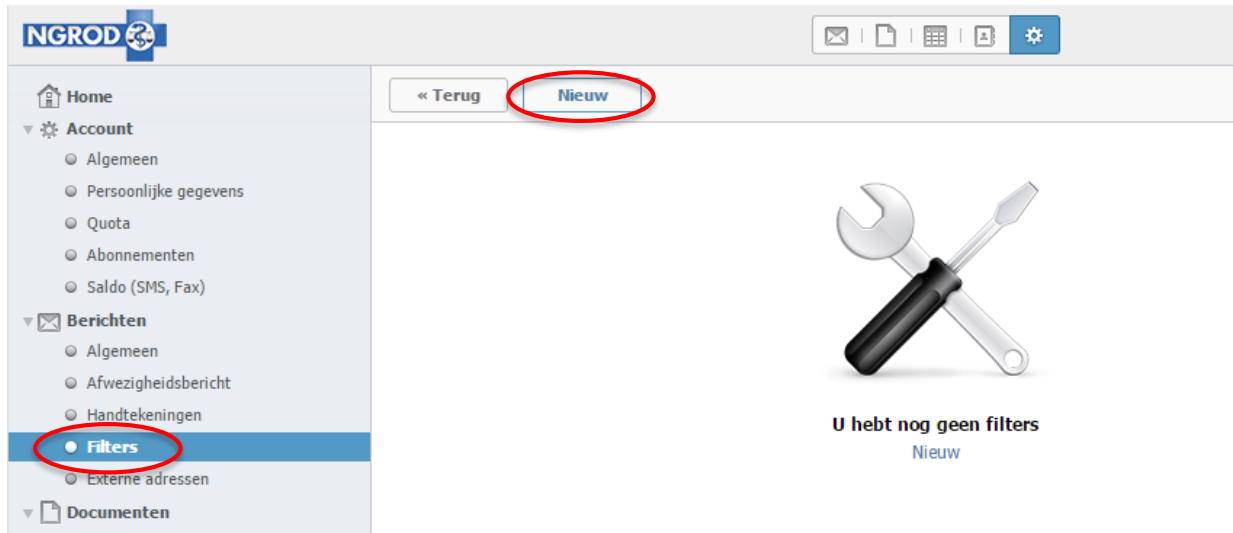 NGROD
Home
Account
Algemeen
Persoonlijke gegevens
Quota
Abonnementen
Saldo (SMS, Fax)
Berichten
Algemeen
Afwezigheidsbericht
Handtekeningen
Filters
Externe adressen
Documenten
« Terug
Nieuw
U hebt nog geen filters
Nieuw